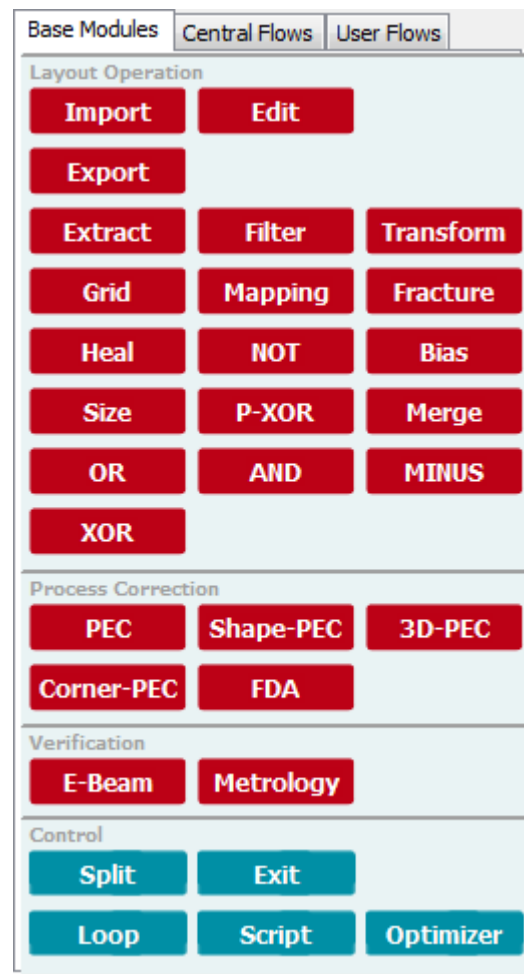 Base Modules Central Flows User Flows
Layout Operation
Import Edit
Export
Extract Filter Transform
Grid Mapping Fracture
Heal NOT Bias
Size P-XOR Merge
OR AND MINUS
XOR
Process Correction
PEC Shape-PEC 3D-PEC
Corner-PEC FDA
Verification
E-Beam Metrology
Control
Split Exit
Loop Script Optimizer